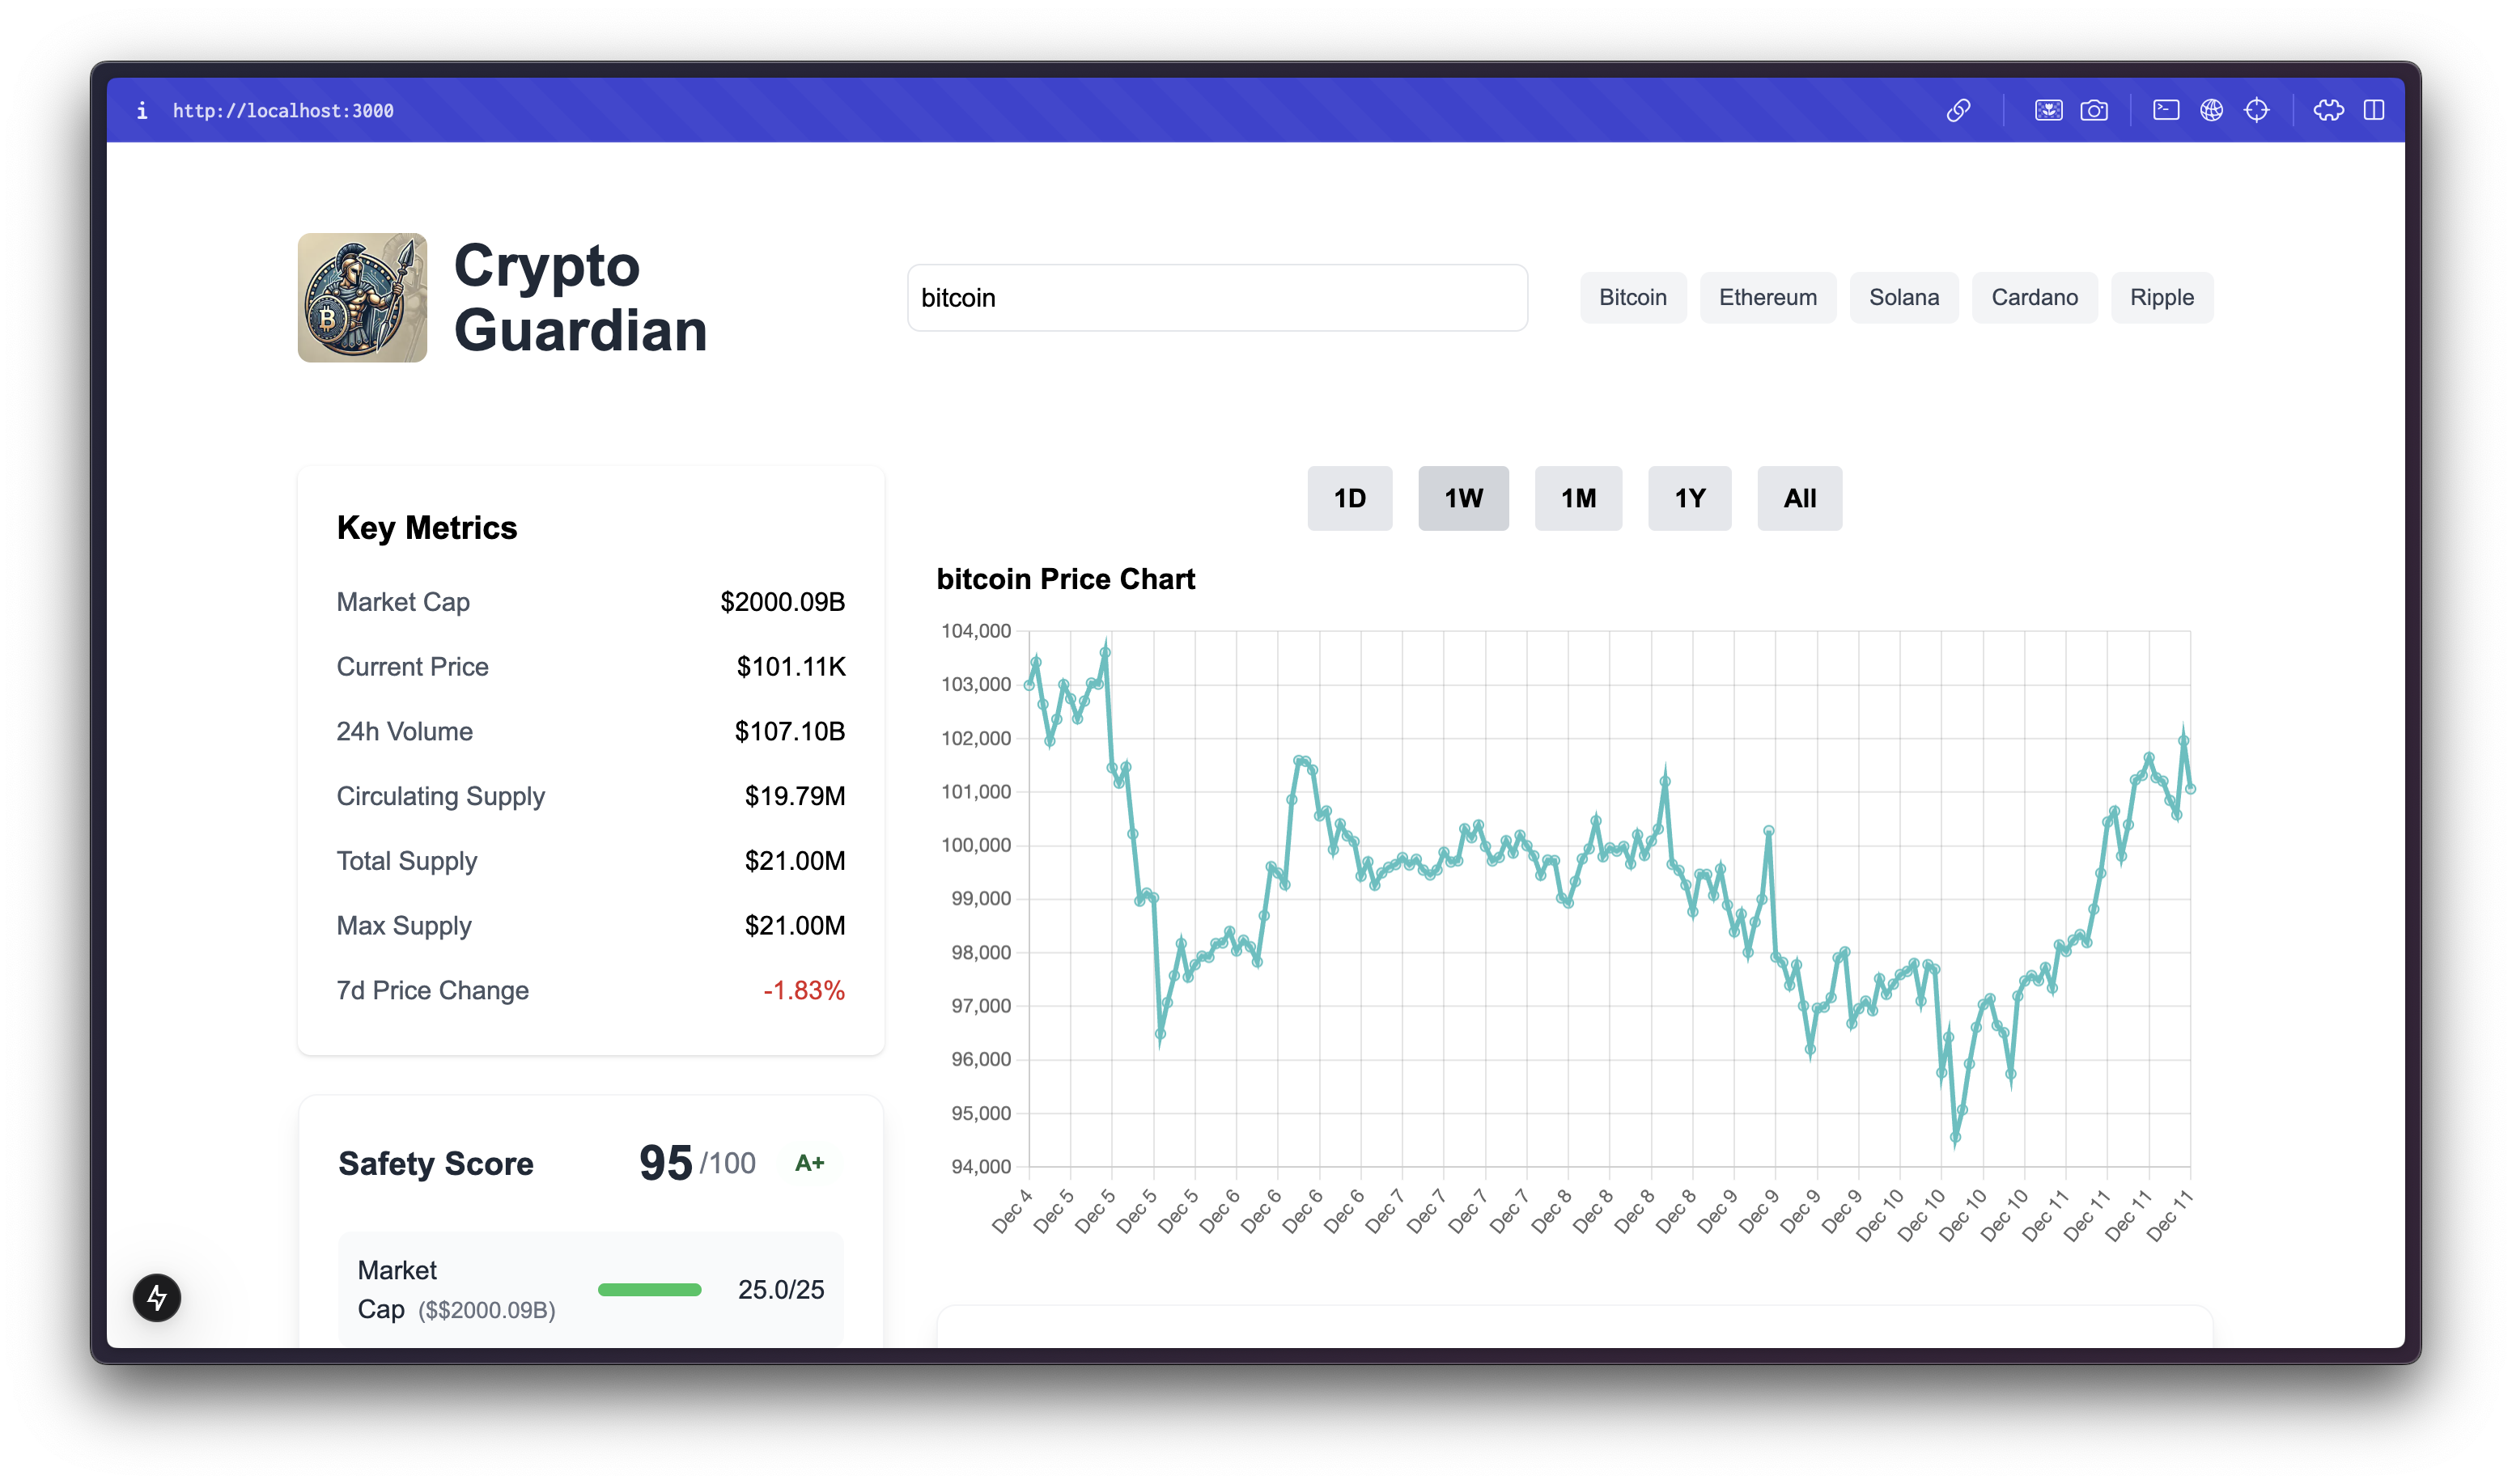 http://localhost:3000
Crypto
Guardian
bitcoin
Bitcoin
Ethereum
Solana
Cardano
Ripple
Key Metrics
Market Cap $2000.09B
Current Price $101.11K
24h Volume $107.10B
Circulating Supply $19.79M
Total Supply $21.00M
Max Supply $21.00M
7d Price Change -1.83%
Safety Score 95 /100 A+
Market
Cap ($$2000.09B) 25.0/25
1D 1W 1M 1Y All
bitcoin Price Chart
104,000
103,000
102,000
101,000
100,000
99,000
98,000
97,000
96,000
95,000
94,000
Dec 4 Dec 5 Dec 5 Dec 5 Dec 5 Dec 6 Dec 6 Dec 6 Dec 6 Dec 7 Dec 7 Dec 7 Dec 7 Dec 8 Dec 8 Dec 8 Dec 8 Dec 9 Dec 9 Dec 9 Dec 9 Dec 10 Dec 10 Dec 10 Dec 10 Dec 11 Dec 11 Dec 11 Dec 11